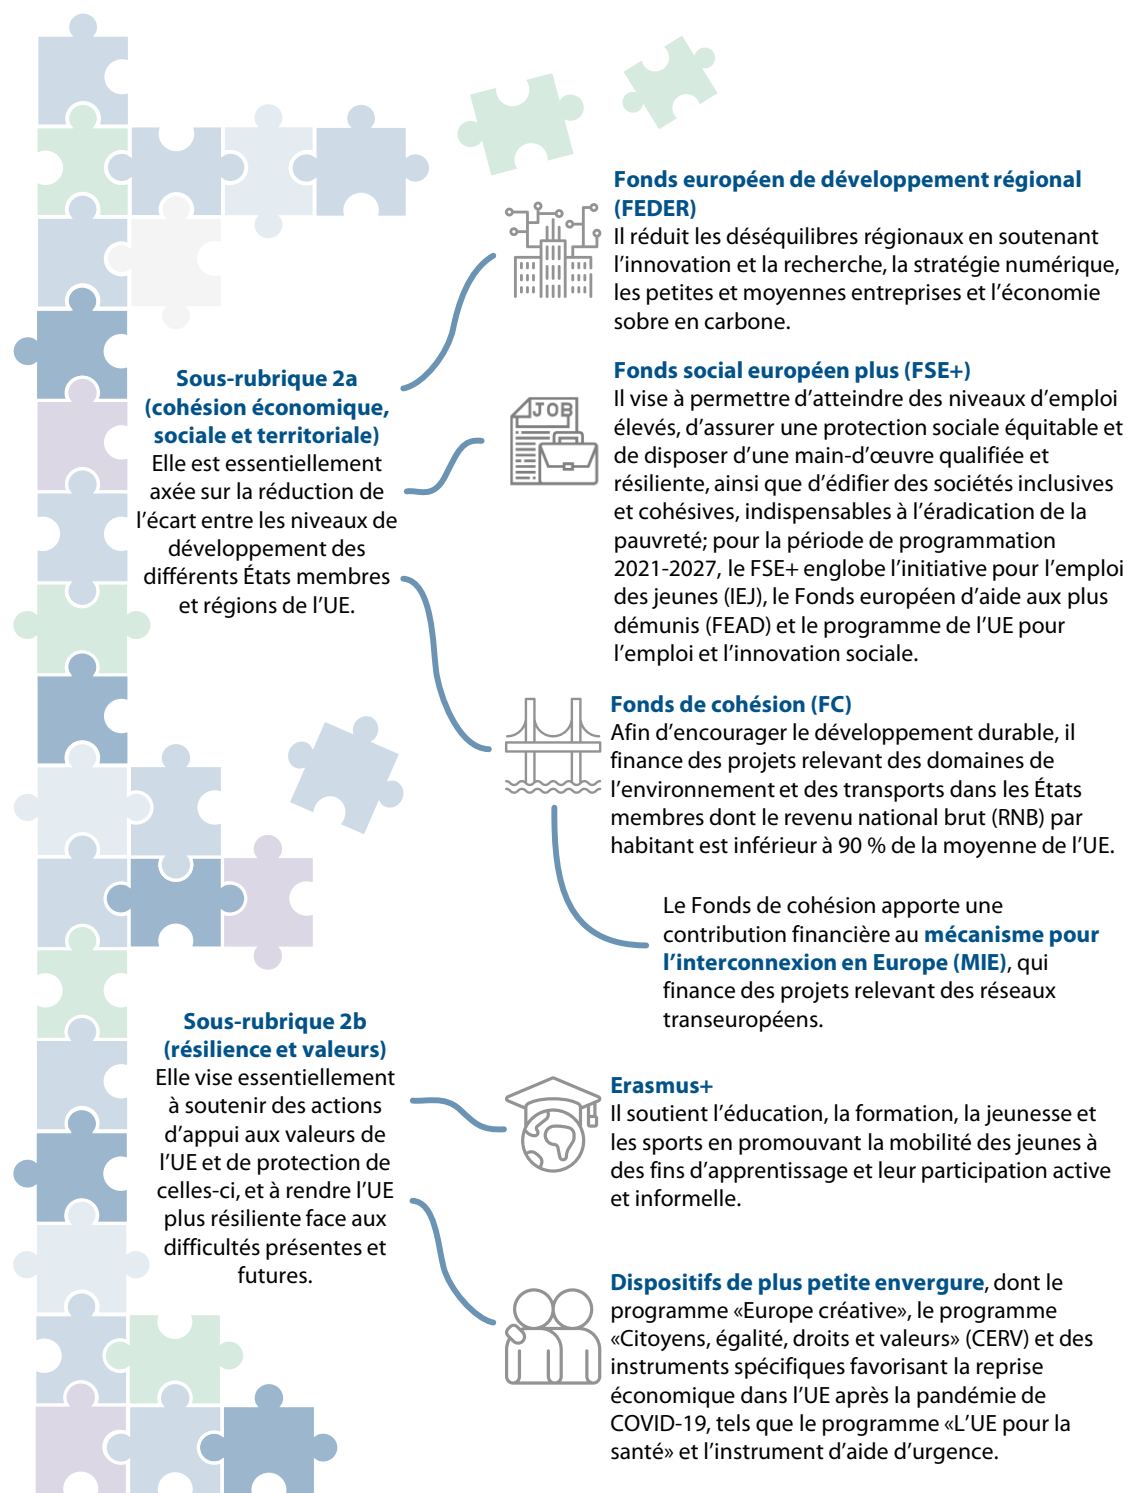 Fonds européen de développement régional
(FEDER)
Il réduit les déséquilibres régionaux en soutenant
l’innovation et la recherche, la stratégie numérique,
les petites et moyennes entreprises et l’économie
sobre en carbone.
Sous-rubrique 2a
(cohésion économique,
sociale et territoriale)
Elle est essentiellement
axée sur la réduction de
l’écart entre les niveaux de
développement des
différents États membres
et régions de l’UE.
JOB
Fonds social européen plus (FSE+)
Il vise à permettre d’atteindre des niveaux d’emploi
élevés, d’assurer une protection sociale équitable et
de disposer d’une main-d’œuvre qualifiée et
résiliente, ainsi que d’édifier des sociétés inclusives
et cohésives, indispensables à l’éradication de la
pauvreté; pour la période de programmation
2021-2027, le FSE+ englobe l’initiative pour l’emploi
des jeunes (IEJ), le Fonds européen d’aide aux plus
démunis (FEAD) et le programme de l’UE pour
l’emploi et l’innovation sociale.
Fonds de cohésion (FC)
Afin d’encourager le développement durable, il
finance des projets relevant des domaines de
l’environnement et des transports dans les États
membres dont le revenu national brut (RNB) par
habitant est inférieur à 90 % de la moyenne de l’UE.
Le Fonds de cohésion apporte une
contribution financière au mécanisme pour
l’interconnexion en Europe (MIE), qui
finance des projets relevant des réseaux
transeuropéens.
Sous-rubrique 2b
(résilience et valeurs)
Elle vise essentiellement
à soutenir des actions
d’appui aux valeurs de
l’UE et de protection de
celles-ci, et à rendre l’UE
plus résiliente face aux
difficultés présentes et
futures.
Erasmus+
Il soutient l’éducation, la formation, la jeunesse et
les sports en promouvant la mobilité des jeunes à
des fins d’apprentissage et leur participation active
et informelle.
Dispositifs de plus petite envergure, dont le
programme «Europe créative», le programme
«Citoyens, égalité, droits et valeurs» (CERV) et des
instruments spécifiques favorisant la reprise
économique dans l’UE après la pandémie de
COVID-19, tels que le programme «L’UE pour la
santé» et l’instrument d’aide d’urgence.